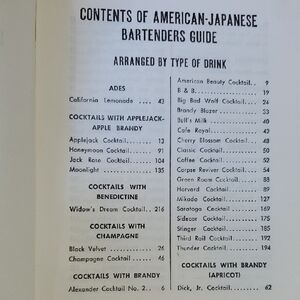 CONTENTS OF AMERICAN-JAPANESE
BARTENDERS GUIDE
ARRANGED BY TYPE OF DRINK
ADES
California Lemonade .... 43
COCKTAILS WITH APPLEJACK-
APPLE BRANDY
Applejack Cocktail........ 13
Honeymoon Cocktail...... 91
Jack Rose Cocktail........ 104
Moonlight .................. 135
COCKTAILS WITH
BENEDICTINE
Widow's Dream Cocktail.. 216
COCKTAILS WITH
CHAMPAGNE
Black Velvet .............. 26
Champagne Cocktail ...... 46
COCKTAILS WITH BRANDY
Alexander Cocktail No. 2.. 6
American Beauty Cocktail.. 9
B & B..................... 19
Big Bad Wolf Cocktail.... 24
Brandy Blazer............ 33
Bull's Milk ............... 40
Cafe Royal............... 42
Cherry Blossom Cocktail.. 48
Classic Cocktail........... 50
Coffee Cocktail........... 52
Corpse Reviver Cocktail.. 54
Green Room Cocktail..... 88
Harvard Cocktail......... 89
Mikado Cocktail.......... 127
Saratoga Cocktail......... 169
Sidecar Cocktail.......... 175
Stinger Cocktail........... 185
Third Rail Cocktail....... 192
Thunder Cocktail......... 194
COCKTAILS WITH BRANDY
(APRICOT)
Dick, Jr. Cocktail......... 62